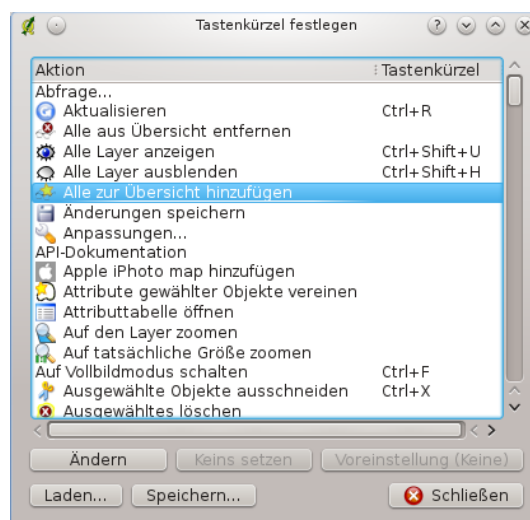 Tastenkürzel festlegen
Aktion Tastenkürzel
Abfrage...
Aktualisieren Ctrl+R
Alle aus Übersicht entfernen
Alle Layer anzeigen Ctrl+Shift+U
Alle Layer ausblenden Ctrl+Shift+H
Alle zur Übersicht hinzufügen
Änderungen speichern
Anpassungen...
API-Dokumentation
Apple iPhoto map hinzufügen
Attribute gewählter Objekte vereinen
Attributtabelle öffnen
Auf den Layer zoomen
Auf tatsächliche Größe zoomen
Auf Vollbildmodus schalten Ctrl+F
Ausgewählte Objekte ausschneiden Ctrl+X
Ausgewähltes löschen
Ändern Keins setzen Voreinstellung (Keine)
Laden... Speichern... Schließen